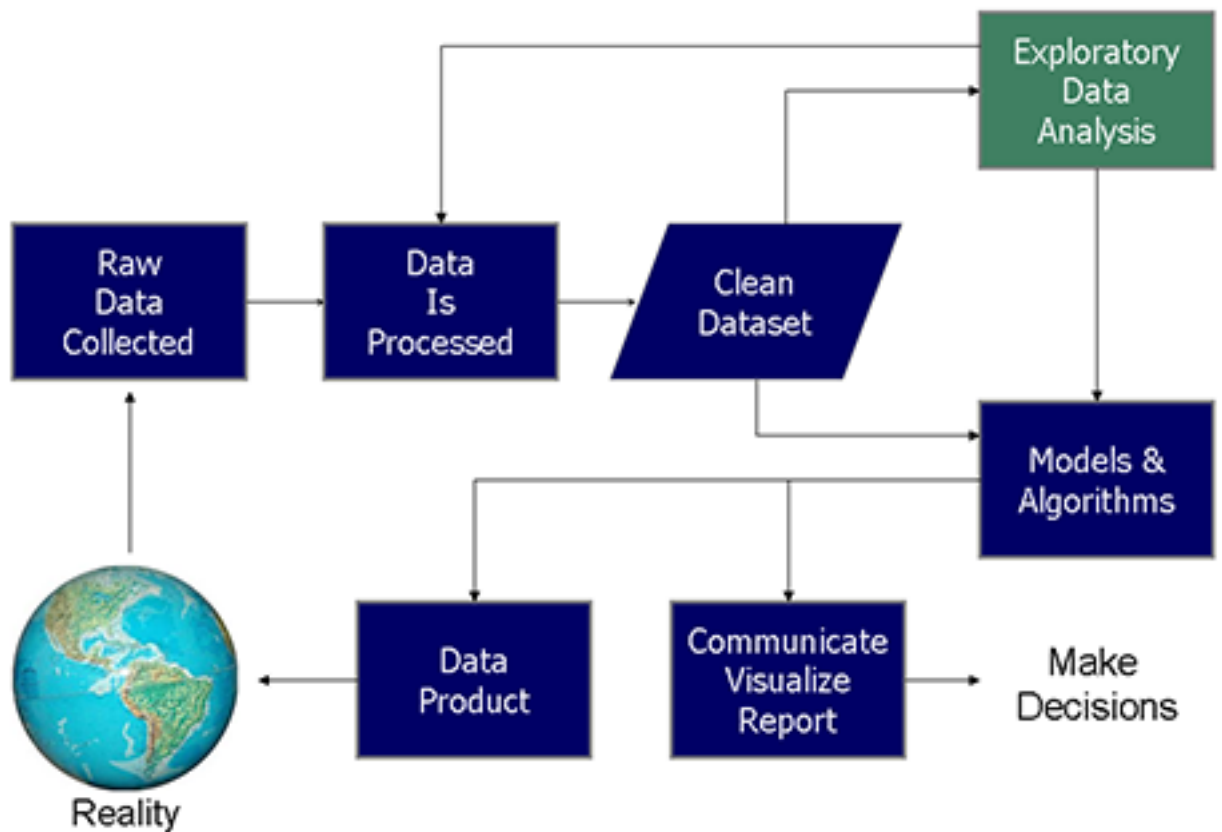 Exploratory
Data
Analysis
Raw
Data
Collected
Data
Is
Processed
Clean
Dataset
Models &
Algorithms
Data
Product
Communicate
Visualize
Report
Make
Decisions
Reality